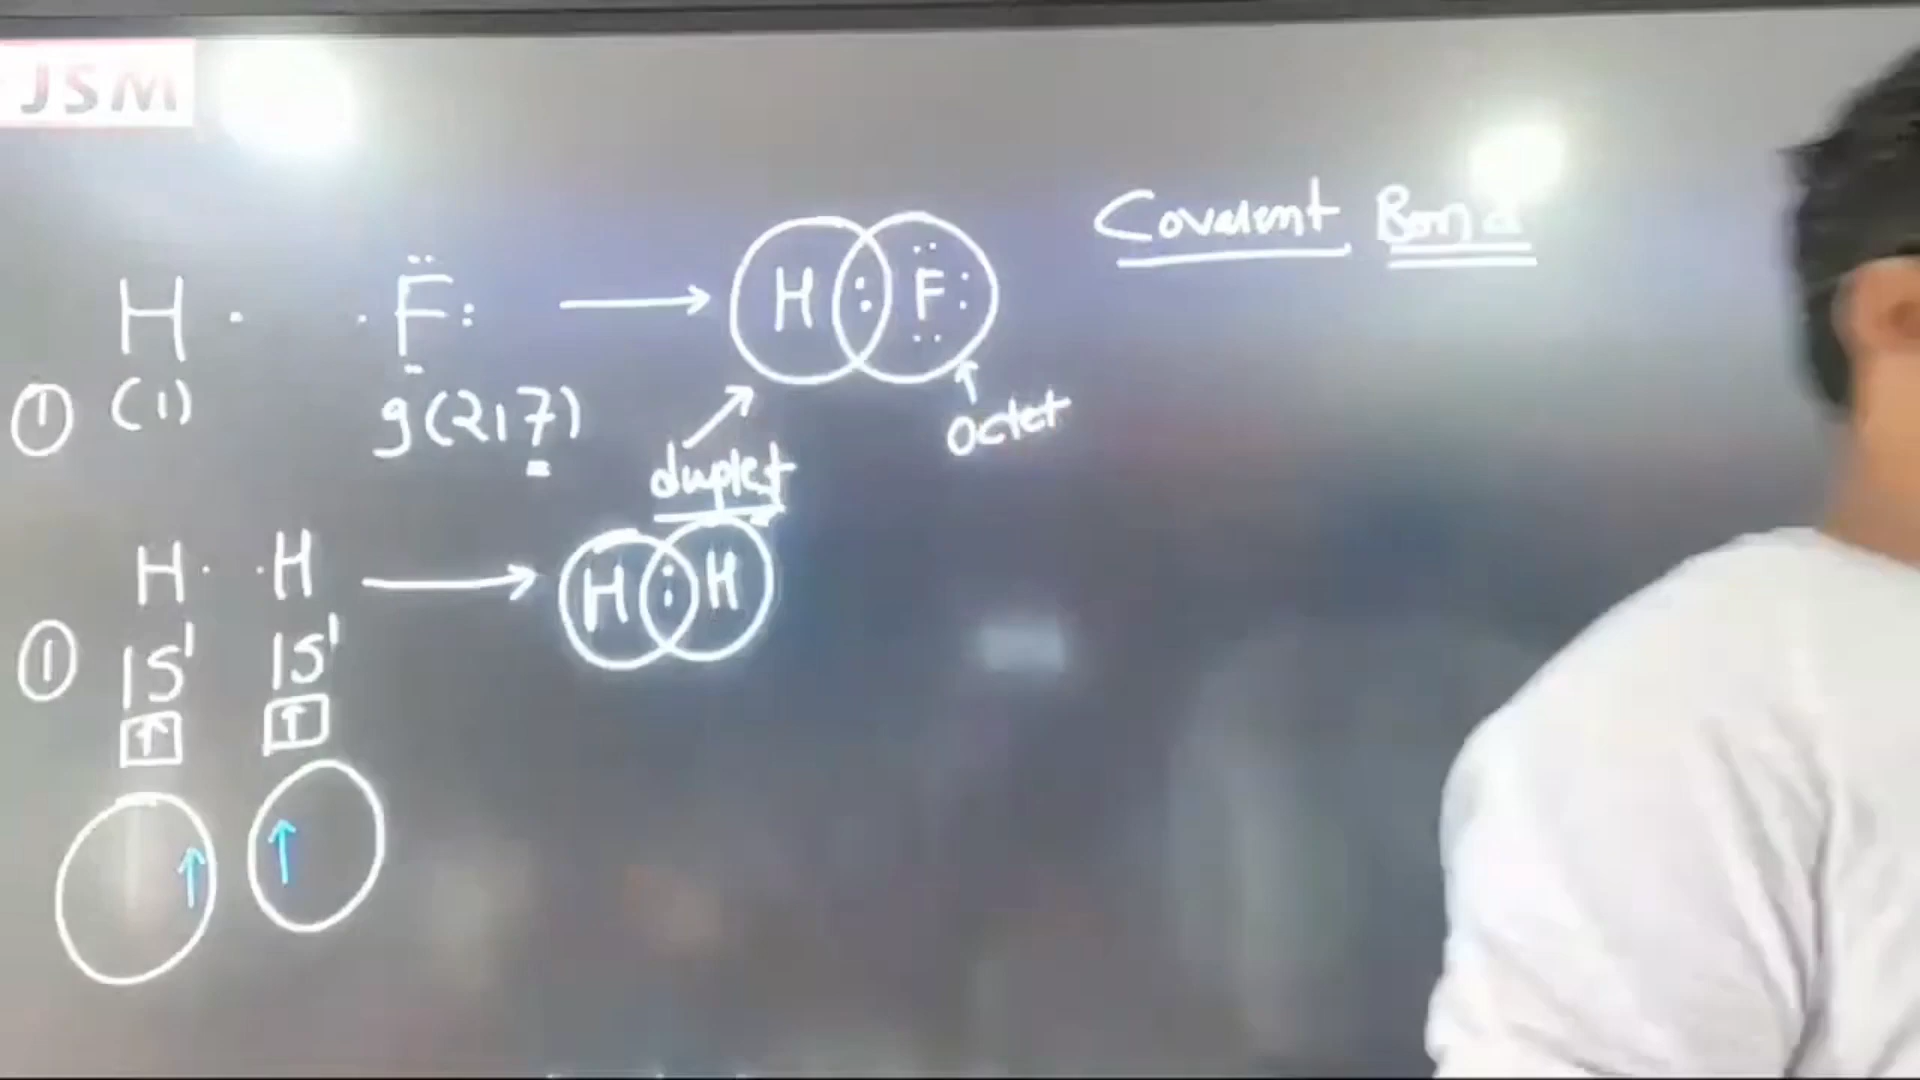 JSM
Covalent Bond
H · · F : → H : F :
① (1) 9(2,7)
octet
duplet
H · · H → H : H
① 1S¹ 1S¹
↑ ↑
↑ ↑